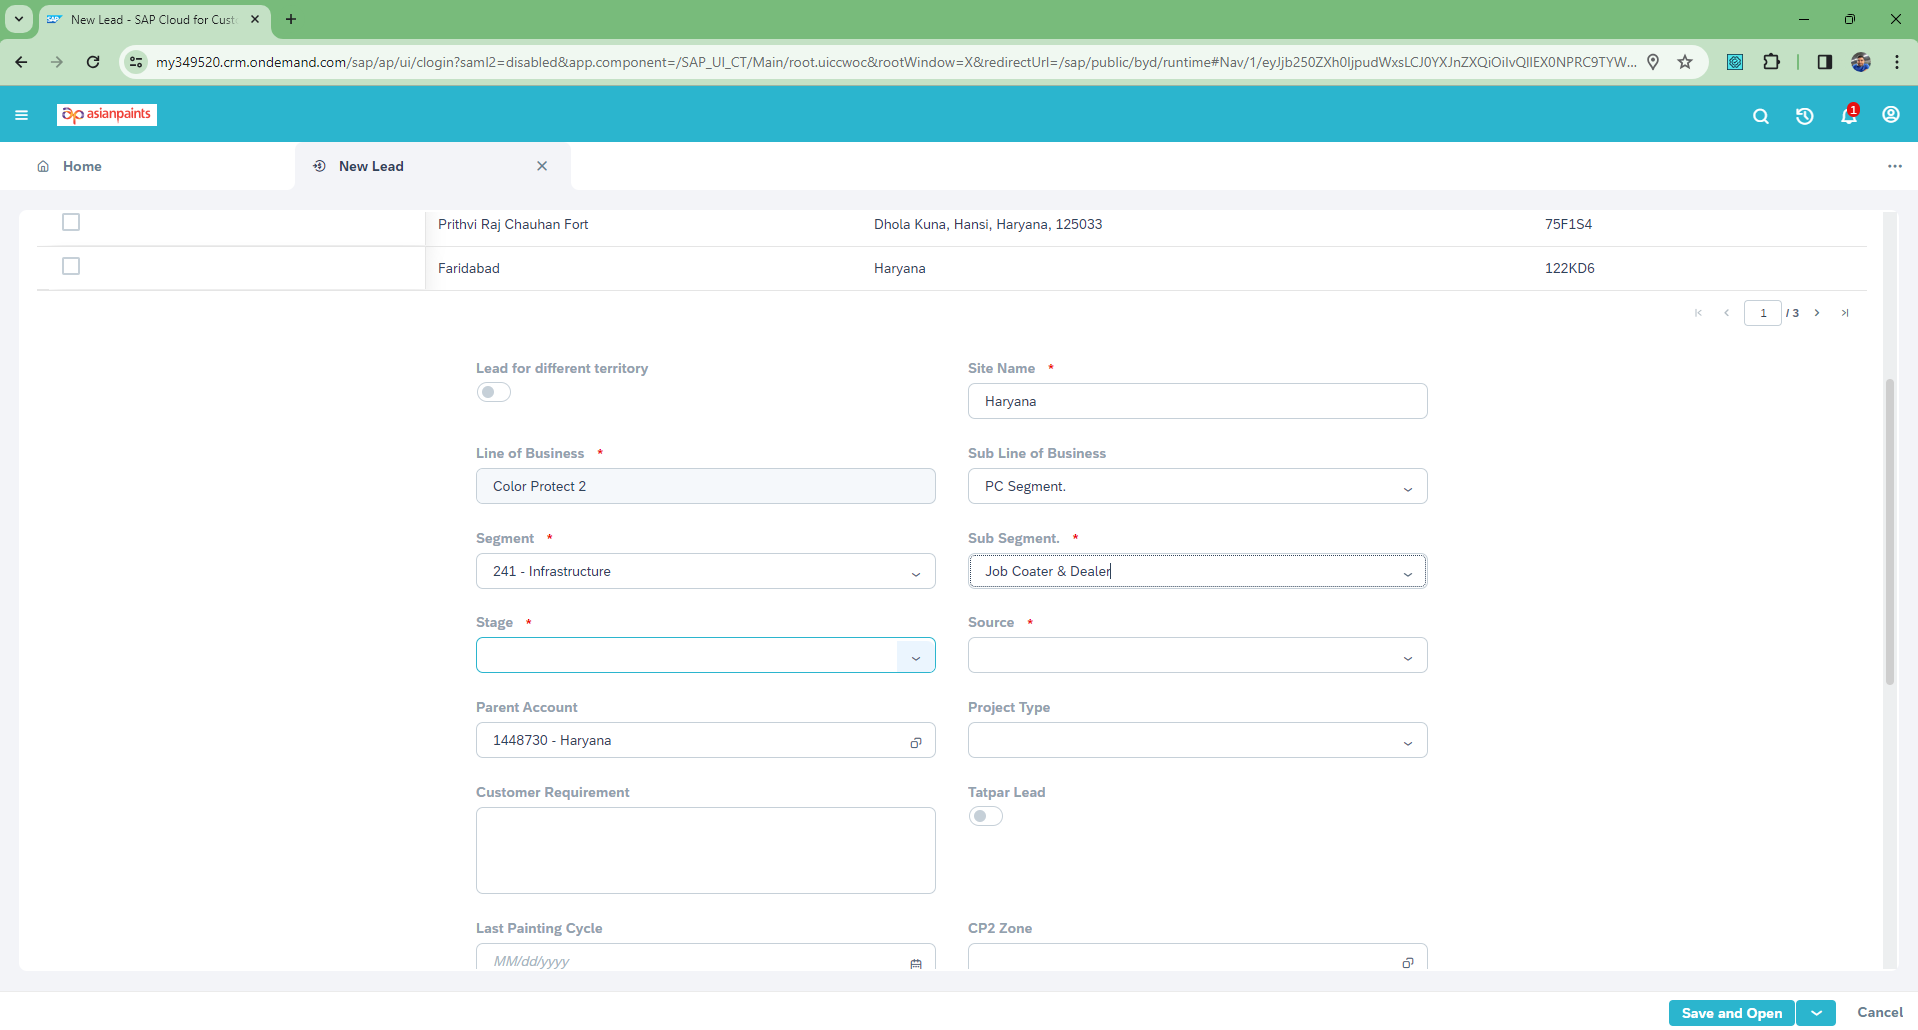 New Lead - SAP Cloud for Cust
my349520.crm.ondemand.com/sap/ap/ui/clogin?saml2=disabled&app.component=/SAP_UI_CT/Main/root.uiccwoc&rootWindow=X&redirectUrl=/sap/public/byd/runtime#Nav/1/eyJjb250ZXh0IjpudWxsLCJ0YXJnZXQiOiIvQllEX0NPRC9TYW...
ap asianpaints
1
Home
New Lead
Prithvi Raj Chauhan Fort Dhola Kuna, Hansi, Haryana, 125033 75F1S4
Faridabad Haryana 122KD6
1 / 3
Lead for different territory
Site Name *
Haryana
Line of Business *
Color Protect 2
Sub Line of Business
PC Segment.
Segment *
241 - Infrastructure
Sub Segment. *
Job Coater & Dealer
Stage *
Source *
Parent Account
1448730 - Haryana
Project Type
Customer Requirement
Tatpar Lead
Last Painting Cycle
MM/dd/yyyy
CP2 Zone
Save and Open
Cancel